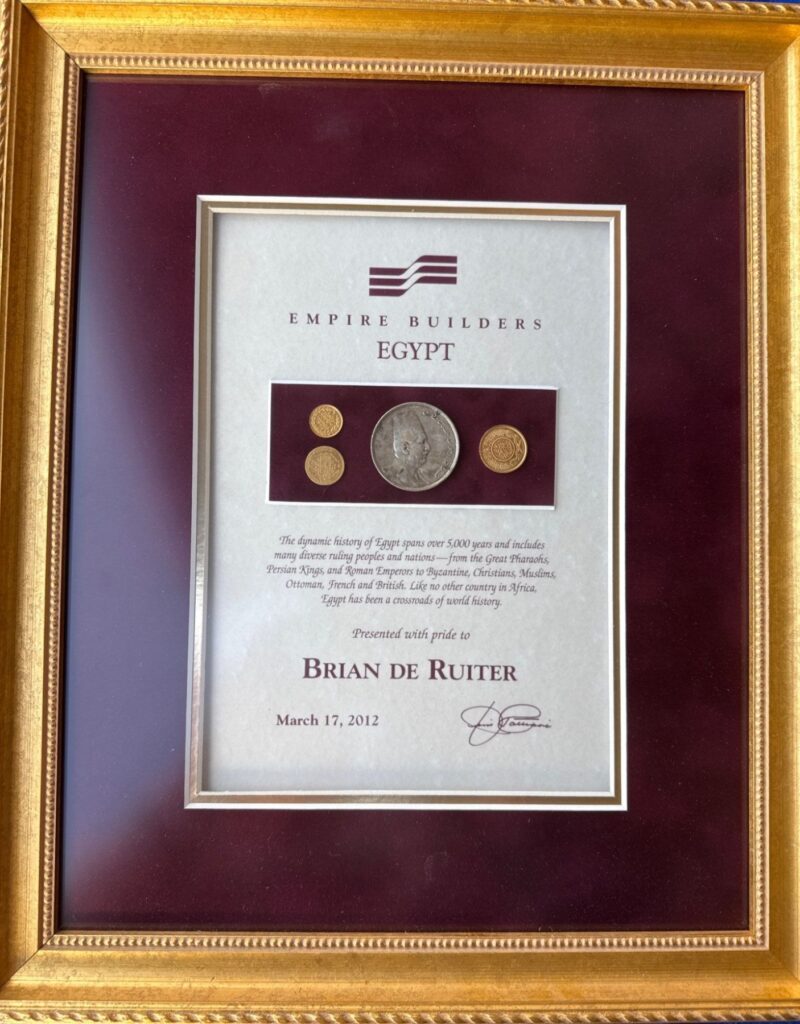 EMPIRE BUILDERS
EGYPT
The dynamic history of Egypt spans over 5,000 years and includes
many diverse ruling peoples and nations—from the Great Pharaohs,
Persian Kings, and Roman Emperors to Byzantine, Christians, Muslims,
Ottoman, French and British. Like no other country in Africa,
Egypt has been a crossroads of world history.
Presented with pride to
BRIAN DE RUITER
March 17, 2012